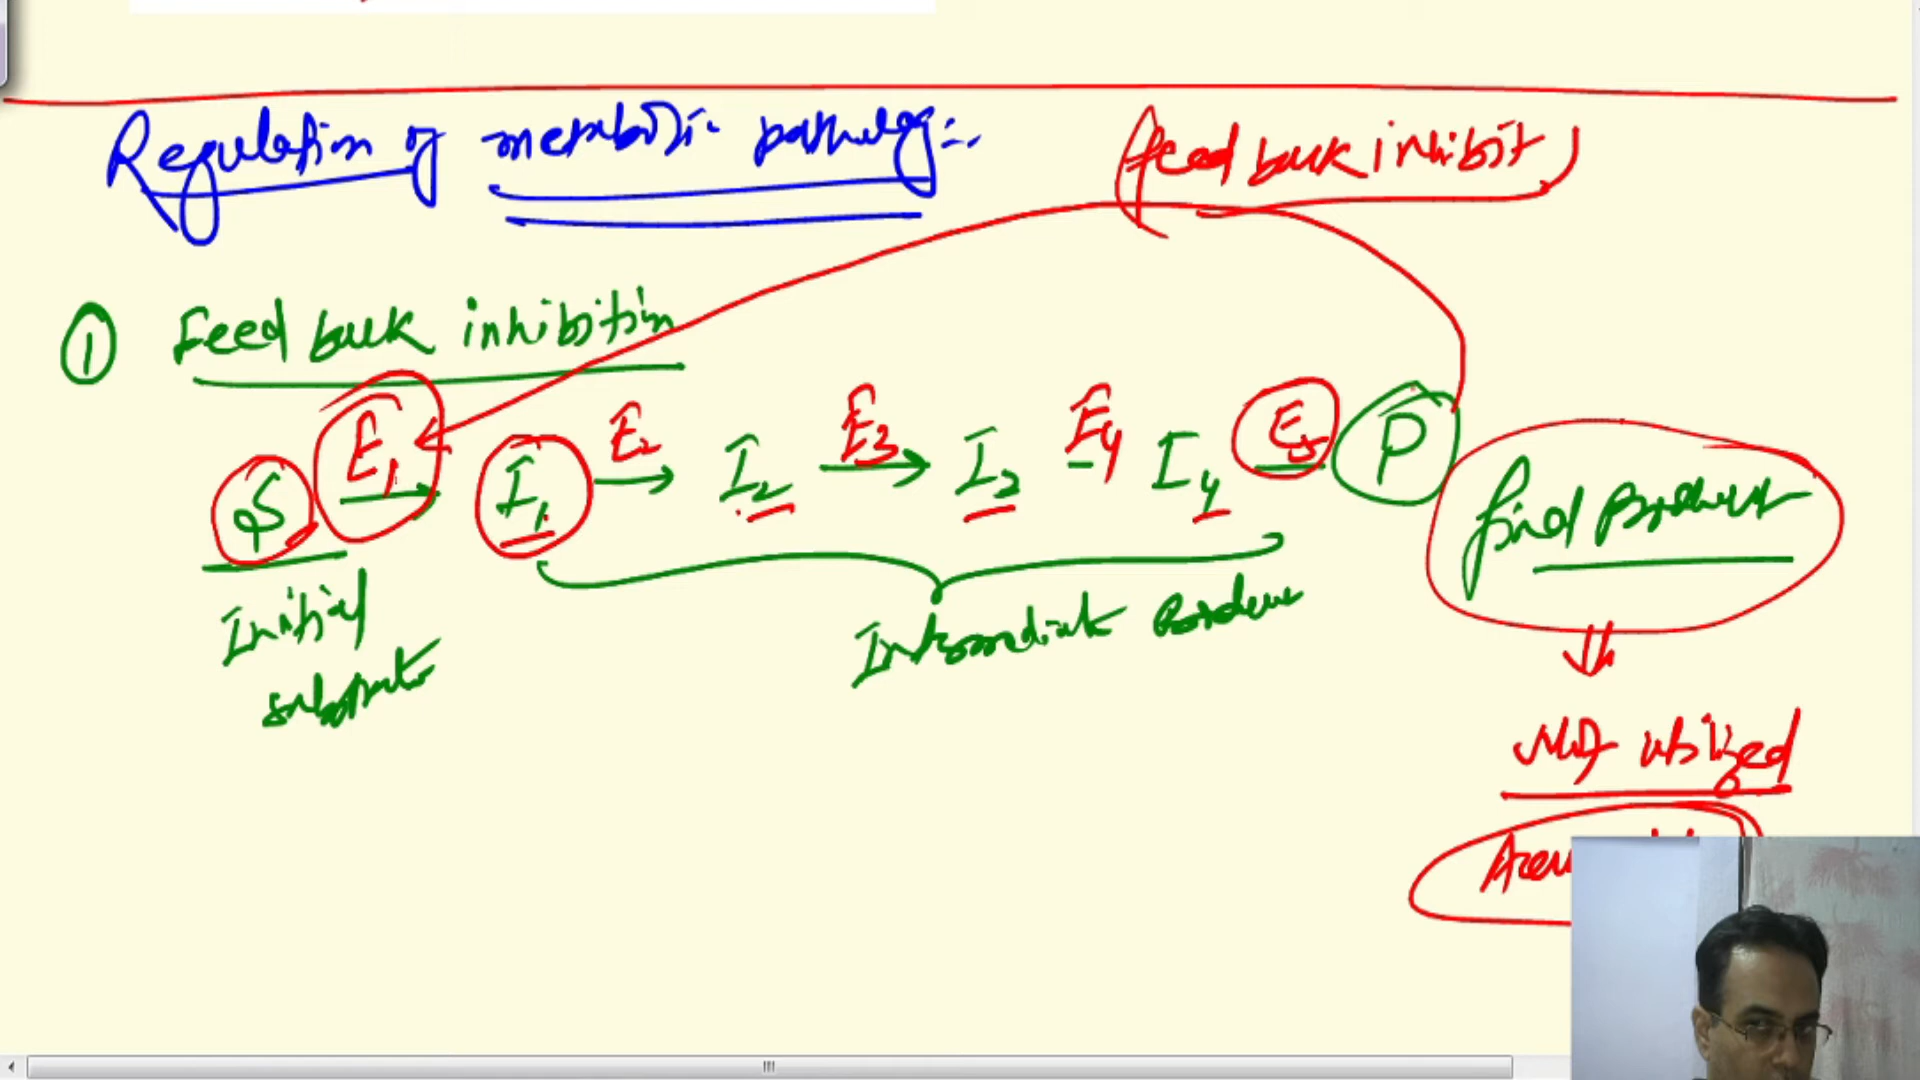 Regulation of metabolic pathway:-
feed back inhibit
① Feed back inhibition
S E1 I1 E2 I2 E3 I3 E4 I4 E5 P
final product
Initial
substrate
Intermediate
Not utilized